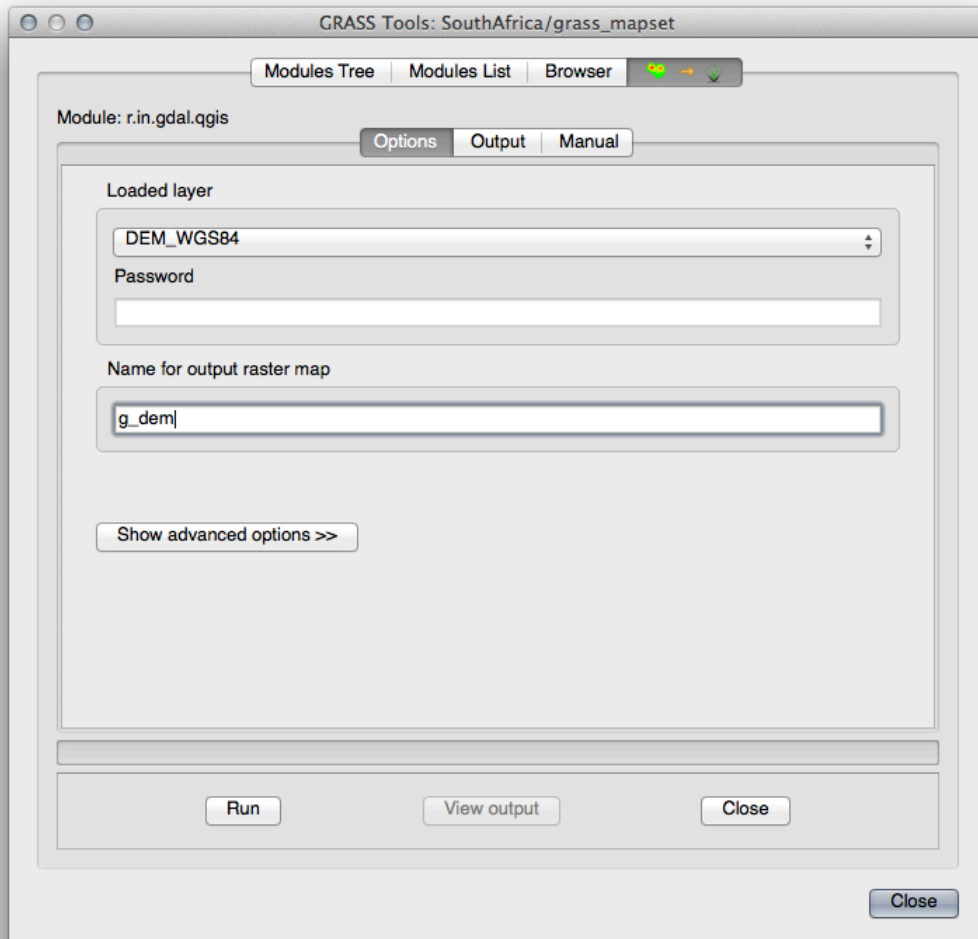 GRASS Tools: SouthAfrica/grass_mapset
Modules Tree Modules List Browser
Module: r.in.gdal.qgis
Options Output Manual
Loaded layer
DEM_WGS84
Password
Name for output raster map
g_dem
Show advanced options >>
Run View output Close
Close